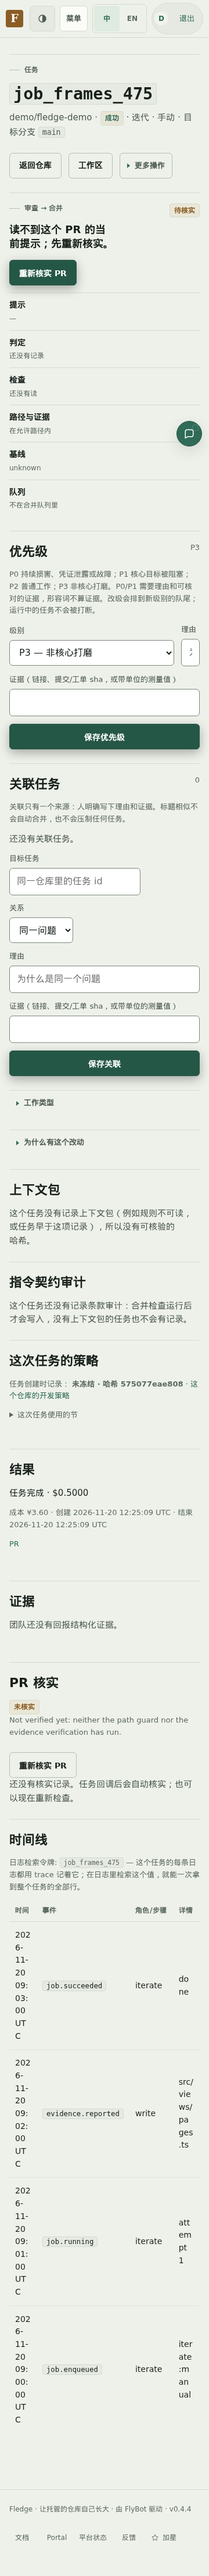 F 菜单 中 EN D 退出
任务
job_frames_475
demo/fledge-demo · 成功 · 迭代 · 手动 · 目
标分支 main
返回仓库 工作区 更多操作
审查 → 合并 待核实
读不到这个 PR 的当
前提示；先重新核实。
重新核实 PR
提示
—
判定
还没有记录
检查
还没有读
路径与证据
在允许路径内
基线
unknown
队列
不在合并队列里
优先级 P3
P0 持续损害、凭证泄露或故障；P1 核心目标被阻塞；
P2 普通工作；P3 非核心打磨。P0/P1 需要理由和可核
对的证据，形容词不算证据。改级会排到新级别的队尾；
运行中的任务不会被打断。
级别 理由
P3 — 非核心打磨
证据（链接、提交/工单 sha，或带单位的测量值）
保存优先级
关联任务 0
关联只有一个来源：人明确写下理由和证据。标题相似不
会自动合并，也不会压制任何任务。
还没有关联任务。
目标任务
同一仓库里的任务 id
关系
同一问题
理由
为什么是同一个问题
证据（链接、提交/工单 sha，或带单位的测量值）
保存关联
工作类型
为什么有这个改动
上下文包
这个任务没有记录上下文包（例如规则不可读，
或任务早于这项记录），所以没有可核验的
哈希。
指令契约审计
这个任务还没有记录条款审计：合并检查运行后
才会写入，没有上下文包的任务也不会有记录。
这次任务的策略
任务创建时记录： 未冻结 · 哈希 575077eae808 · 这
个仓库的开发策略
这次任务使用的节
结果
任务完成 · $0.5000
成本 ¥3.60 · 创建 2026-11-20 12:25:09 UTC · 结束
2026-11-20 12:25:09 UTC
PR
证据
团队还没有回报结构化证据。
PR 核实
未核实
Not verified yet: neither the path guard nor the
evidence verification has run.
重新核实 PR
还没有核实记录。任务回调后会自动核实；也可
以现在重新检查。
时间线
日志检索令牌: job_frames_475 — 这个任务的每条日
志都用 trace 记着它；在日志里检索这个值，就能一次拿
到整个任务的全部行。
时间 事件 角色/步骤 详情
202
6-
11-
20
09:
03:
00
UT
C
job.succeeded iterate do
ne
202
6-
11-
20
09:
02:
00
UT
C
evidence.reported write src/
vie
ws/
pa
ges
.ts
202
6-
11-
20
09:
01:
00
UT
C
job.running iterate att
em
pt
1
202
6-
11-
20
09:
00:
00
UT
C
job.enqueued iterate iter
ate
:m
an
ual
Fledge · 让托管的仓库自己长大 · 由 FlyBot 驱动 · v0.4.4
文档 Portal 平台状态 反馈 加星